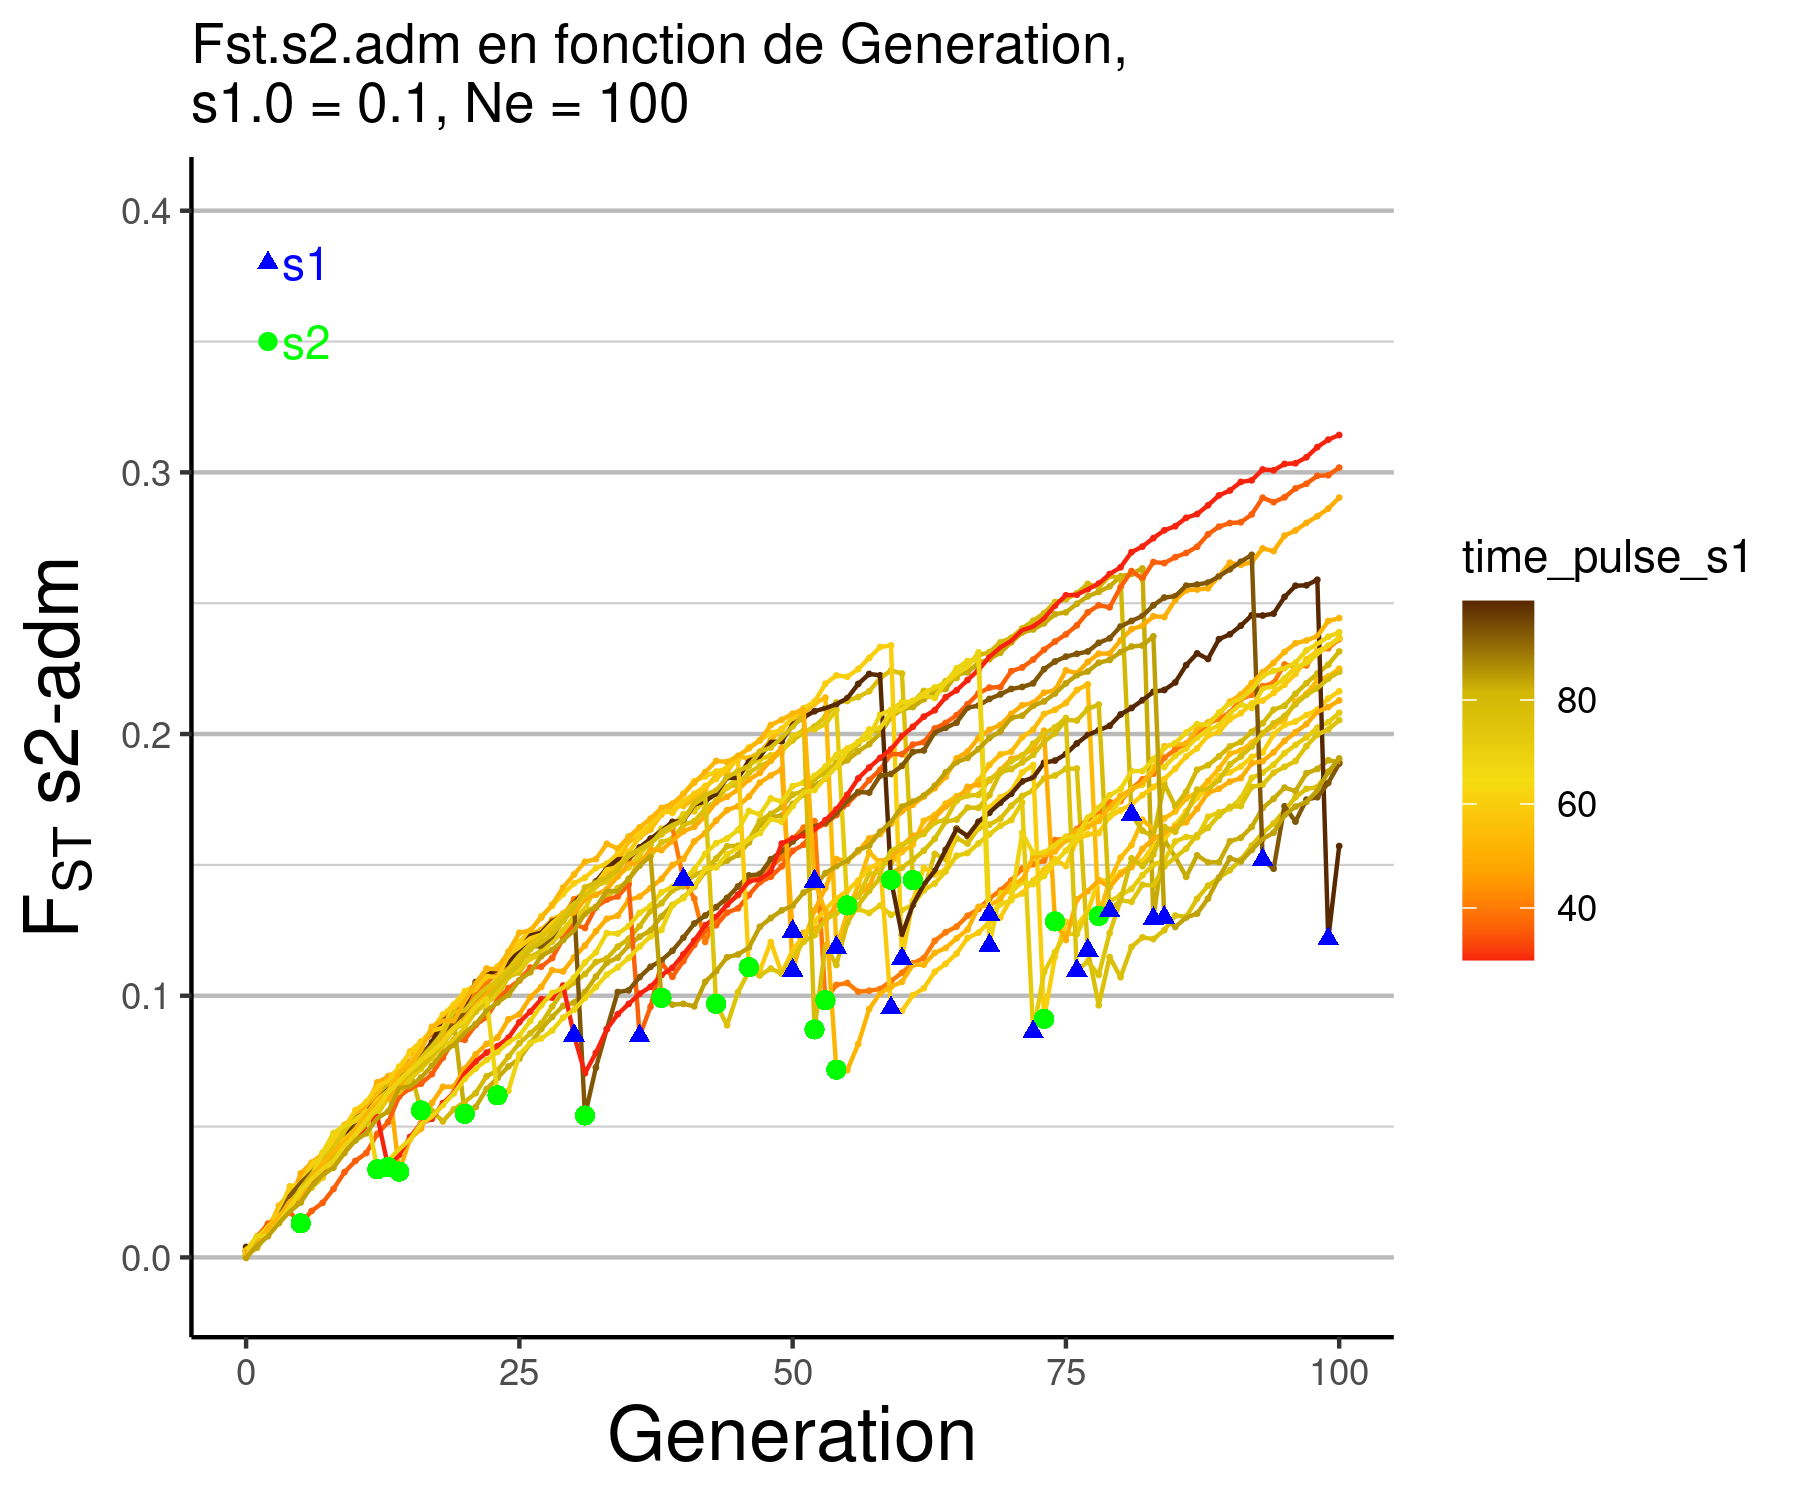 Fst.s2.adm en fonction de Generation,
s1.0 = 0.1, Ne = 100
0.4
0.3
0.2
0.1
0.0
FST s2-adm
s1
s2
0
25
50
75
100
Generation
time_pulse_s1
80
60
40